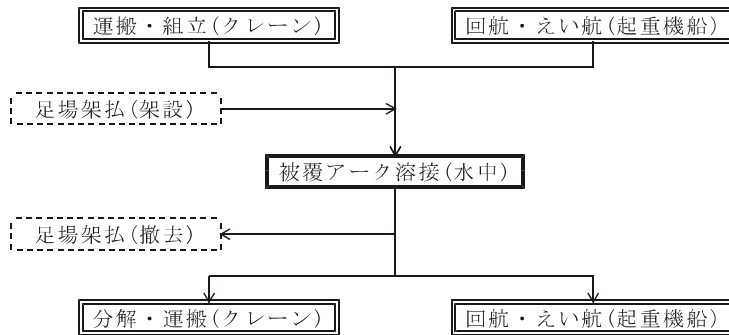 運搬・組立(クレーン)
回航・えい航(起重機船)
足場架払(架設)
被覆アーク溶接(水中)
足場架払(撤去)
分解・運搬(クレーン)
回航・えい航(起重機船)